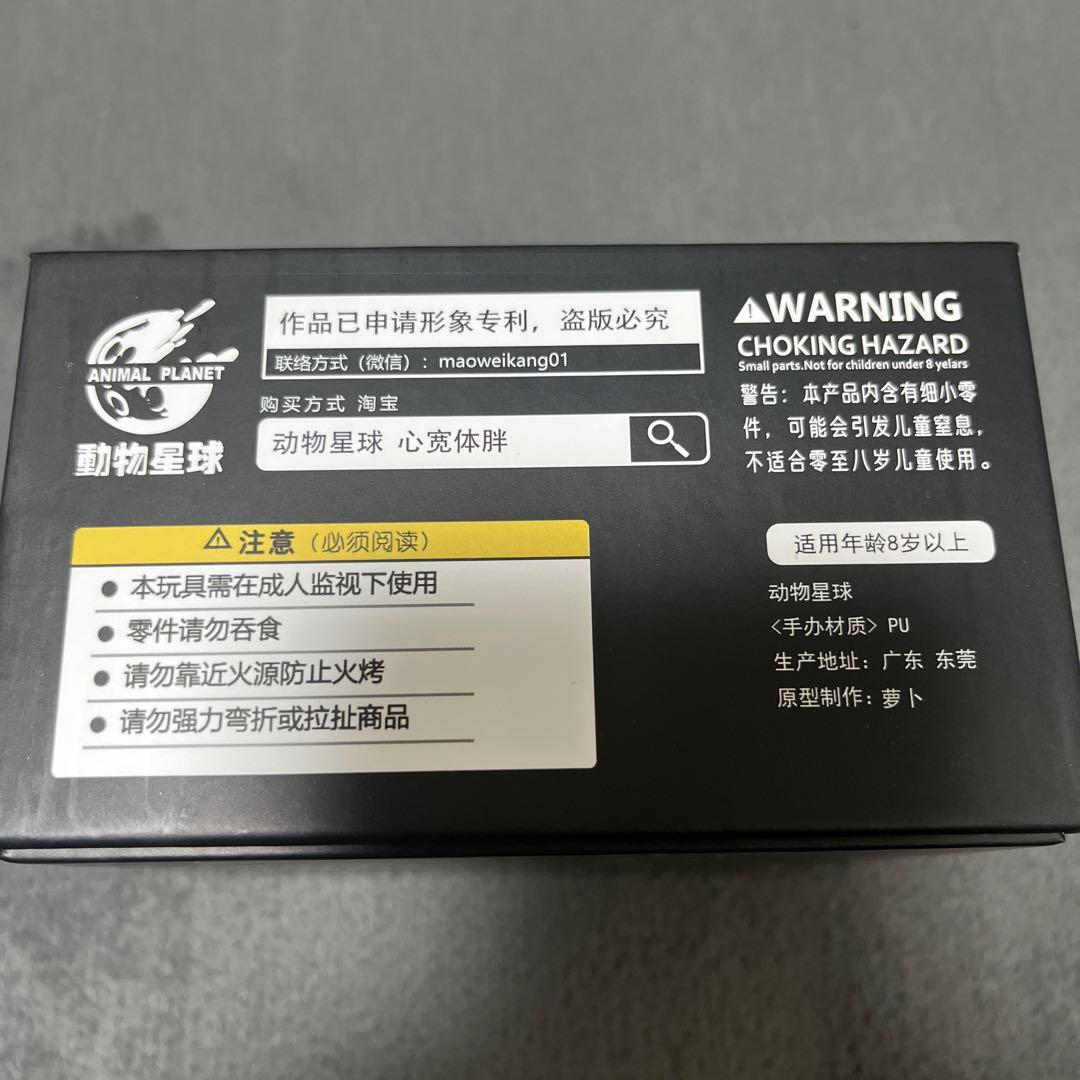 ANIMAL PLANET
動物星球
作品已申请形象专利，盗版必究
联络方式（微信）：maoweikang01
购买方式 淘宝
动物星球 心宽体胖
⚠WARNING
CHOKING HAZARD
Small parts.Not for children under 8 yelars
警告：本产品内含有细小零
件，可能会引发儿童窒息，
不适合零至八岁儿童使用。
⚠注意（必须阅读）
● 本玩具需在成人监视下使用
● 零件请勿吞食
● 请勿靠近火源防止火烤
● 请勿强力弯折或拉扯商品
适用年龄8岁以上
动物星球
<手办材质> PU
生产地址：广东 东莞
原型制作：萝卜